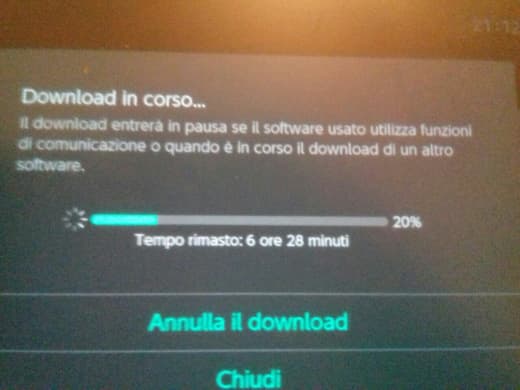 21:12
Download in corso...
Il download entrerà in pausa se il software usato utilizza funzioni
di comunicazione o quando è in corso il download di un altro
software.
20%
Tempo rimasto: 6 ore 28 minuti
Annulla il download
Chiudi